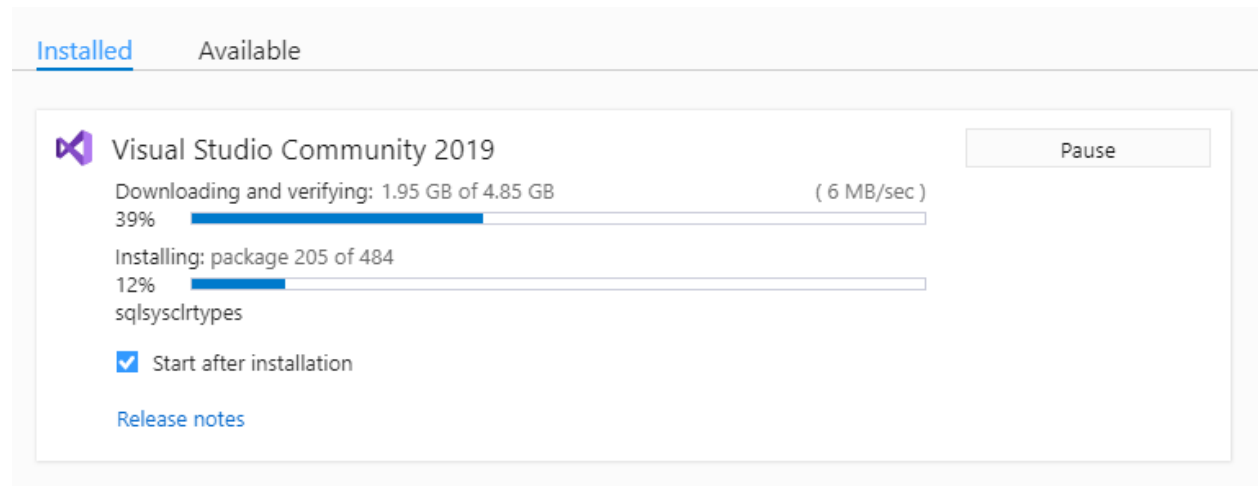 Installed Available
Visual Studio Community 2019 Pause
Downloading and verifying: 1.95 GB of 4.85 GB ( 6 MB/sec )
39%
Installing: package 205 of 484
12%
sqlsysclrtypes
Start after installation
Release notes